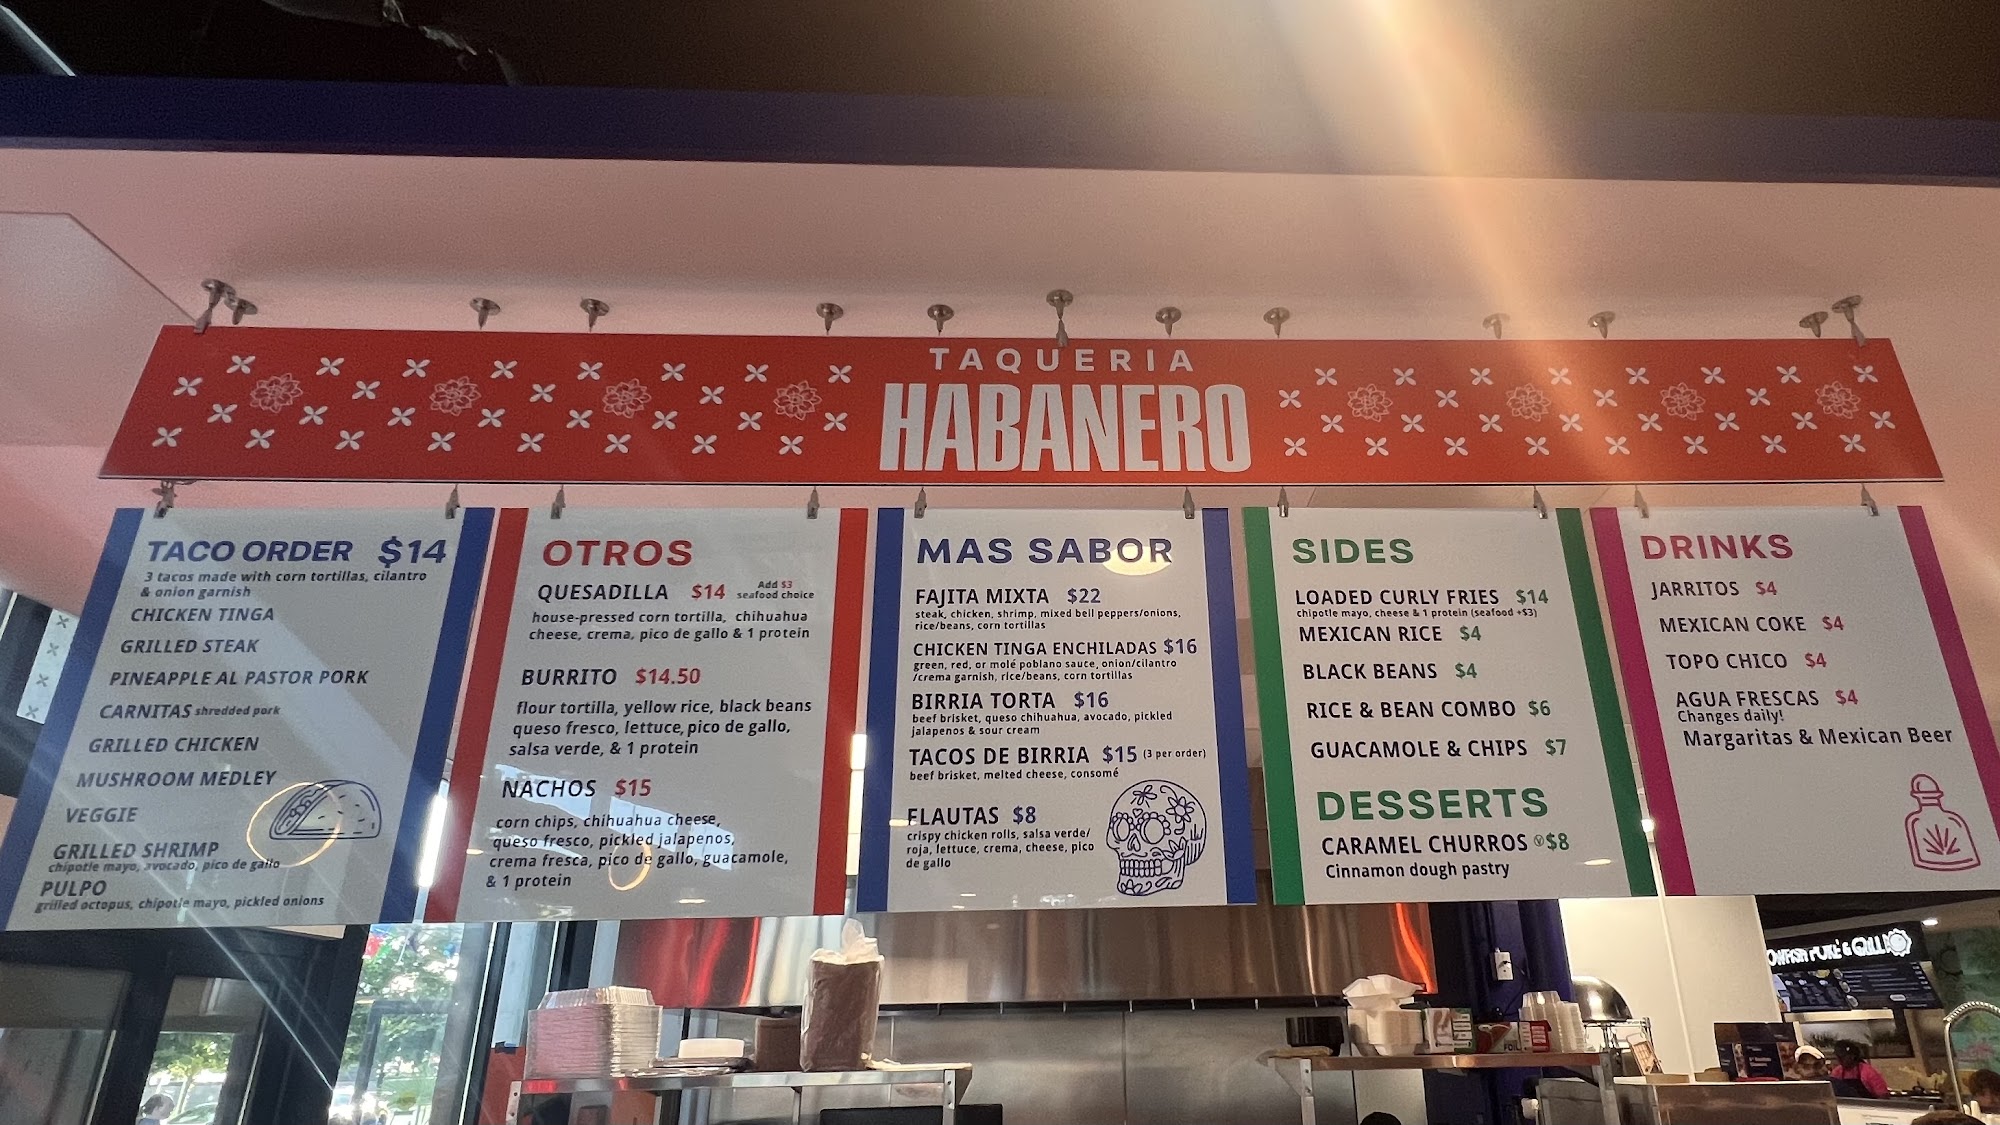 TAQUERIA
HABANERO
TACO ORDER $14
3 tacos made with corn tortillas, cilantro
& onion garnish
CHICKEN TINGA
GRILLED STEAK
PINEAPPLE AL PASTOR PORK
CARNITAS shredded pork
GRILLED CHICKEN
MUSHROOM MEDLEY
VEGGIE
GRILLED SHRIMP
chipotle mayo, avocado, pico de gallo
PULPO
grilled octopus, chipotle mayo, pickled onions
OTROS
QUESADILLA $14 Add $3
seafood choice
house-pressed corn tortilla, chihuahua
cheese, crema, pico de gallo & 1 protein
BURRITO $14.50
flour tortilla, yellow rice, black beans
queso fresco, lettuce, pico de gallo,
salsa verde, & 1 protein
NACHOS $15
corn chips, chihuahua cheese,
queso fresco, pickled jalapenos,
crema fresca, pico de gallo, guacamole,
& 1 protein
MAS SABOR
FAJITA MIXTA $22
steak, chicken, shrimp, mixed bell peppers/onions,
rice/beans, corn tortillas
CHICKEN TINGA ENCHILADAS $16
green, red, or molé poblano sauce, onion/cilantro
/crema garnish, rice/beans, corn tortillas
BIRRIA TORTA $16
beef brisket, queso chihuahua, avocado, pickled
jalapenos & sour cream
TACOS DE BIRRIA $15 (3 per order)
beef brisket, melted cheese, consomé
FLAUTAS $8
crispy chicken rolls, salsa verde/
roja, lettuce, crema, cheese, pico
de gallo
SIDES
LOADED CURLY FRIES $14
chipotle mayo, cheese & 1 protein (seafood +$3)
MEXICAN RICE $4
BLACK BEANS $4
RICE & BEAN COMBO $6
GUACAMOLE & CHIPS $7
DESSERTS
CARAMEL CHURROS Ⓥ $8
Cinnamon dough pastry
DRINKS
JARRITOS $4
MEXICAN COKE $4
TOPO CHICO $4
AGUA FRESCAS $4
Changes daily!
Margaritas & Mexican Beer
FOIL